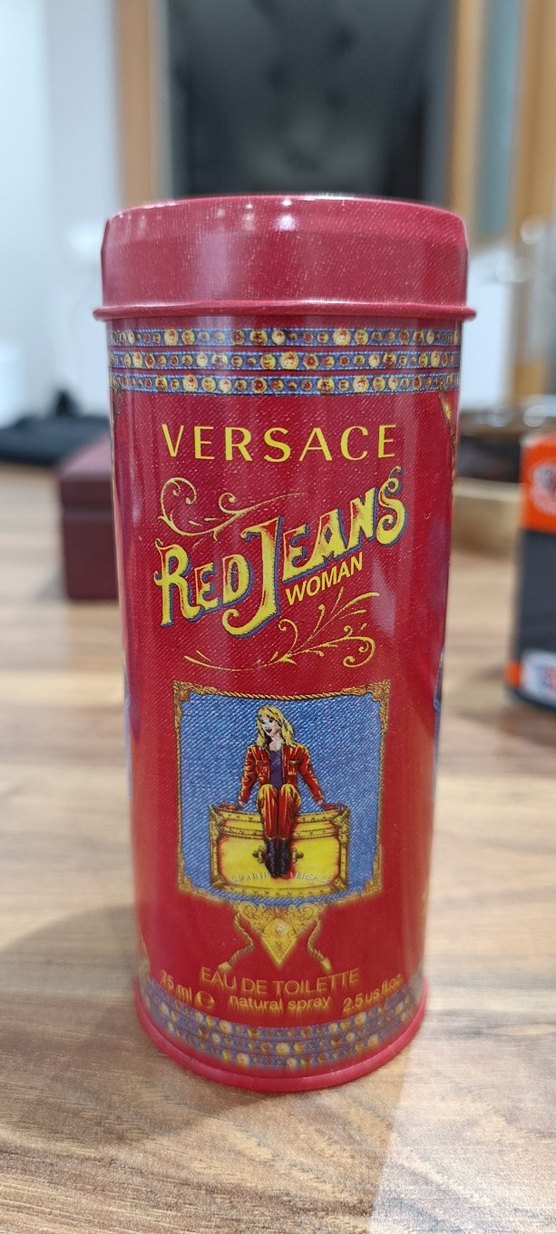 VERSACE
RED JEANS
WOMAN
EAU DE TOILETTE
75 ml ℮ natural spray 2.5 us fl.oz.